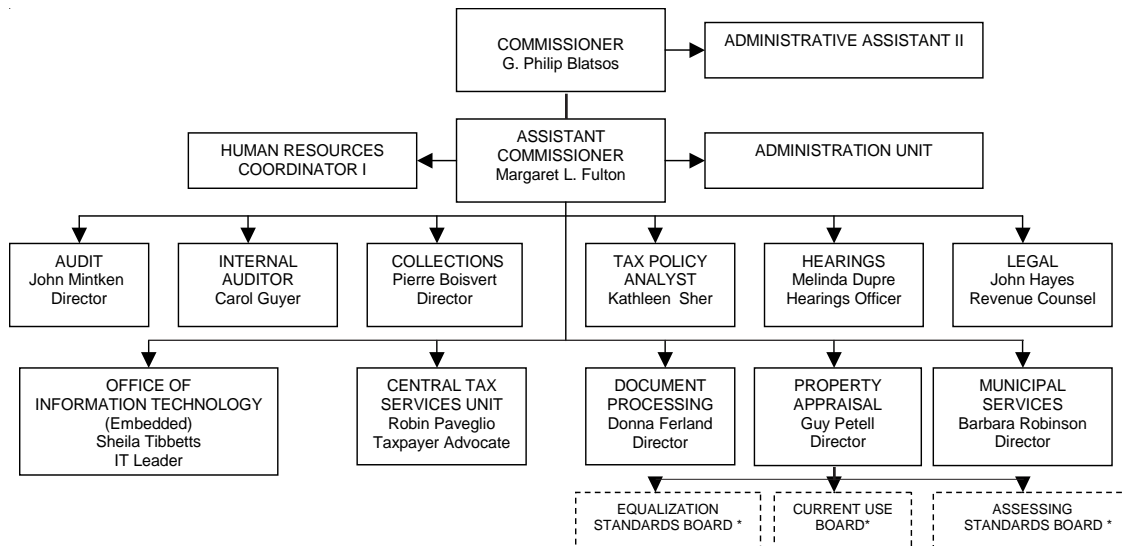 COMMISSIONER
G. Philip Blatsos
ADMINISTRATIVE ASSISTANT II
HUMAN RESOURCES
COORDINATOR I
ASSISTANT
COMMISSIONER
Margaret L. Fulton
ADMINISTRATION UNIT
AUDIT
John Mintken
Director
INTERNAL
AUDITOR
Carol Guyer
COLLECTIONS
Pierre Boisvert
Director
TAX POLICY
ANALYST
Kathleen Sher
HEARINGS
Melinda Dupre
Hearings Officer
LEGAL
John Hayes
Revenue Counsel
OFFICE OF
INFORMATION TECHNOLOGY
(Embedded)
Sheila Tibbetts
IT Leader
CENTRAL TAX
SERVICES UNIT
Robin Paveglio
Taxpayer Advocate
DOCUMENT
PROCESSING
Donna Ferland
Director
PROPERTY
APPRAISAL
Guy Petell
Director
MUNICIPAL
SERVICES
Barbara Robinson
Director
EQUALIZATION
STANDARDS BOARD *
CURRENT USE
BOARD*
ASSESSING
STANDARDS BOARD *